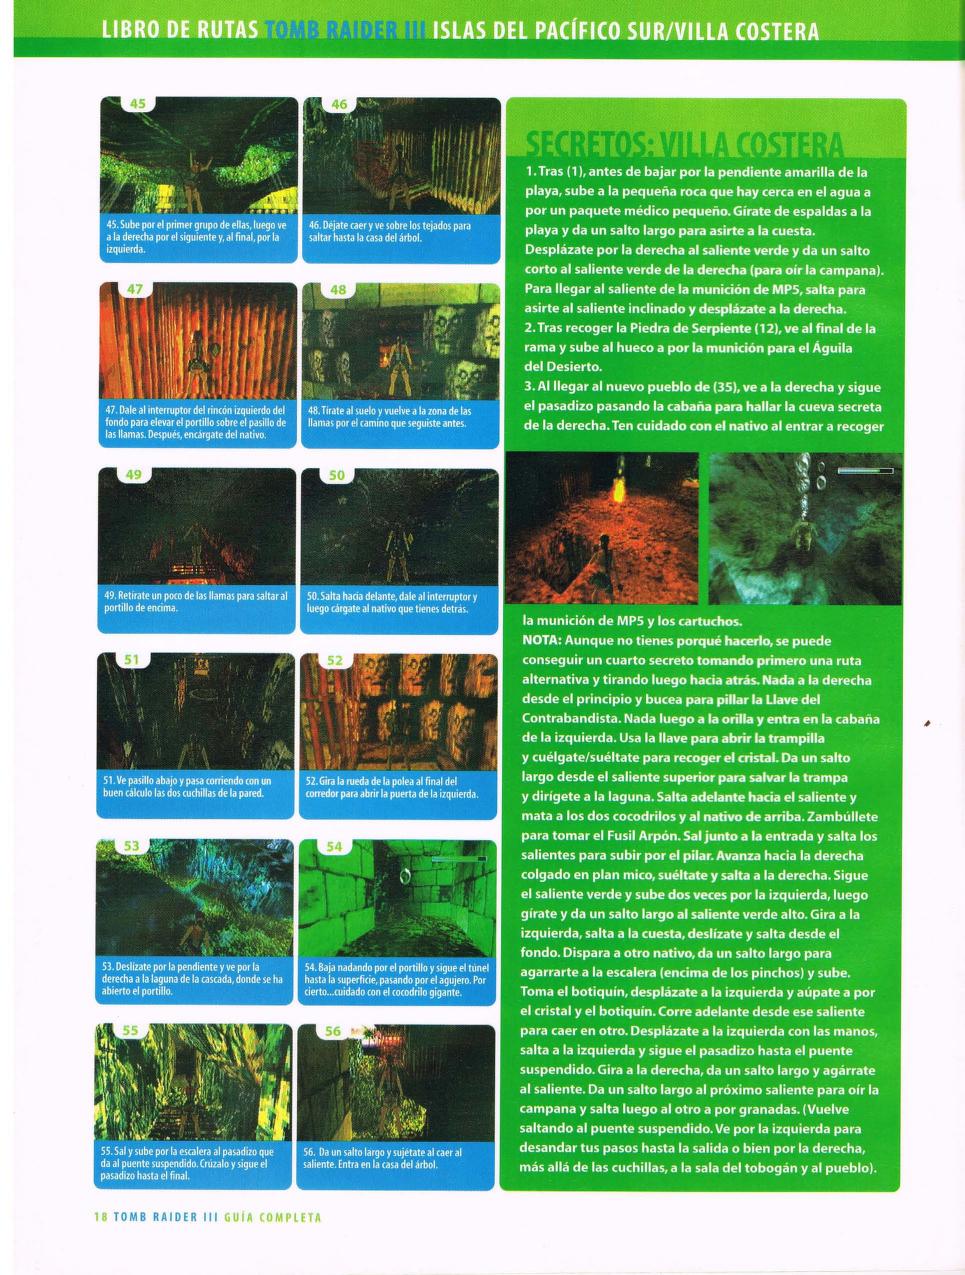 LIBRO DE RUTAS TOMB RAIDER III ISLAS DEL PACÍFICO SUR/VILLA COSTERA
45
45. Sube por el primer grupo de ellas, luego ve
a la derecha por el siguiente y, al final, por la
izquierda.
46
46. Déjate caer y ve sobre los tejados para
saltar hasta la casa del árbol.
47
47. Dale al interruptor del rincón izquierdo del
fondo para elevar el portillo sobre el pasillo de
las llamas. Después, encárgate del nativo.
48
48. Tírate al suelo y vuelve a la zona de las
llamas por el camino que seguiste antes.
49
49. Retírate un poco de las llamas para saltar al
portillo de encima.
50
50. Salta hacia delante, dale al interruptor y
luego cárgate al nativo que tienes detrás.
51
51. Ve pasillo abajo y pasa corriendo con un
buen cálculo las dos cuchillas de la pared.
52
52. Gira la rueda de la polea al final del
corredor para abrir la puerta de la izquierda.
53
53. Deslízate por la pendiente y ve por la
derecha a la laguna de la cascada, donde se ha
abierto el portillo.
54
54. Baja nadando por el portillo y sigue el túnel
hasta la superficie, pasando por el agujero. Por
cierto...cuidado con el cocodrilo gigante.
55
55. Sal y sube por la escalera al pasadizo que
da al puente suspendido. Crúzalo y sigue el
pasadizo hasta el final.
56
56. Da un salto largo y sujétate al caer al
saliente. Entra en la casa del árbol.
SECRETOS: VILLA COSTERA
1. Tras (1), antes de bajar por la pendiente amarilla de la
playa, sube a la pequeña roca que hay cerca en el agua a
por un paquete médico pequeño. Gírate de espaldas a la
playa y da un salto largo para asirte a la cuesta.
Desplázate por la derecha al saliente verde y da un salto
corto al saliente verde de la derecha (para oír la campana).
Para llegar al saliente de la munición de MP5, salta para
asirte al saliente inclinado y desplázate a la derecha.
2. Tras recoger la Piedra de Serpiente (12), ve al final de la
rama y sube al hueco a por la munición para el Águila
del Desierto.
3. Al llegar al nuevo pueblo de (35), ve a la derecha y sigue
el pasadizo pasando la cabaña para hallar la cueva secreta
de la derecha. Ten cuidado con el nativo al entrar a recoger
la munición de MP5 y los cartuchos.
NOTA: Aunque no tienes porqué hacerlo, se puede
conseguir un cuarto secreto tomando primero una ruta
alternativa y tirando luego hacia atrás. Nada a la derecha
desde el principio y bucea para pillar la Llave del
Contrabandista. Nada luego a la orilla y entra en la cabaña
de la izquierda. Usa la llave para abrir la trampilla
y cuélgate/suéltate para recoger el cristal. Da un salto
largo desde el saliente superior para salvar la trampa
y dirígete a la laguna. Salta adelante hacia el saliente y
mata a los dos cocodrilos y al nativo de arriba. Zambúllete
para tomar el Fusil Arpón. Sal junto a la entrada y salta los
salientes para subir por el pilar. Avanza hacia la derecha
colgado en plan mico, suéltate y salta a la derecha. Sigue
el saliente verde y sube dos veces por la izquierda, luego
gírate y da un salto largo al saliente verde alto. Gira a la
izquierda, salta a la cuesta, deslízate y salta desde el
fondo. Dispara a otro nativo, da un salto largo para
agarrarte a la escalera (encima de los pinchos) y sube.
Toma el botiquín, desplázate a la izquierda y aúpate a por
el cristal y el botiquín. Corre adelante desde ese saliente
para caer en otro. Desplázate a la izquierda con las manos,
salta a la izquierda y sigue el pasadizo hasta el puente
suspendido. Gira a la derecha, da un salto largo y agárrate
al saliente. Da un salto largo al próximo saliente para oír la
campana y salta luego al otro a por granadas. (Vuelve
saltando al puente suspendido. Ve por la izquierda para
desandar tus pasos hasta la salida o bien por la derecha,
más allá de las cuchillas, a la sala del tobogán y al pueblo).
18 TOMB RAIDER III GUÍA COMPLETA